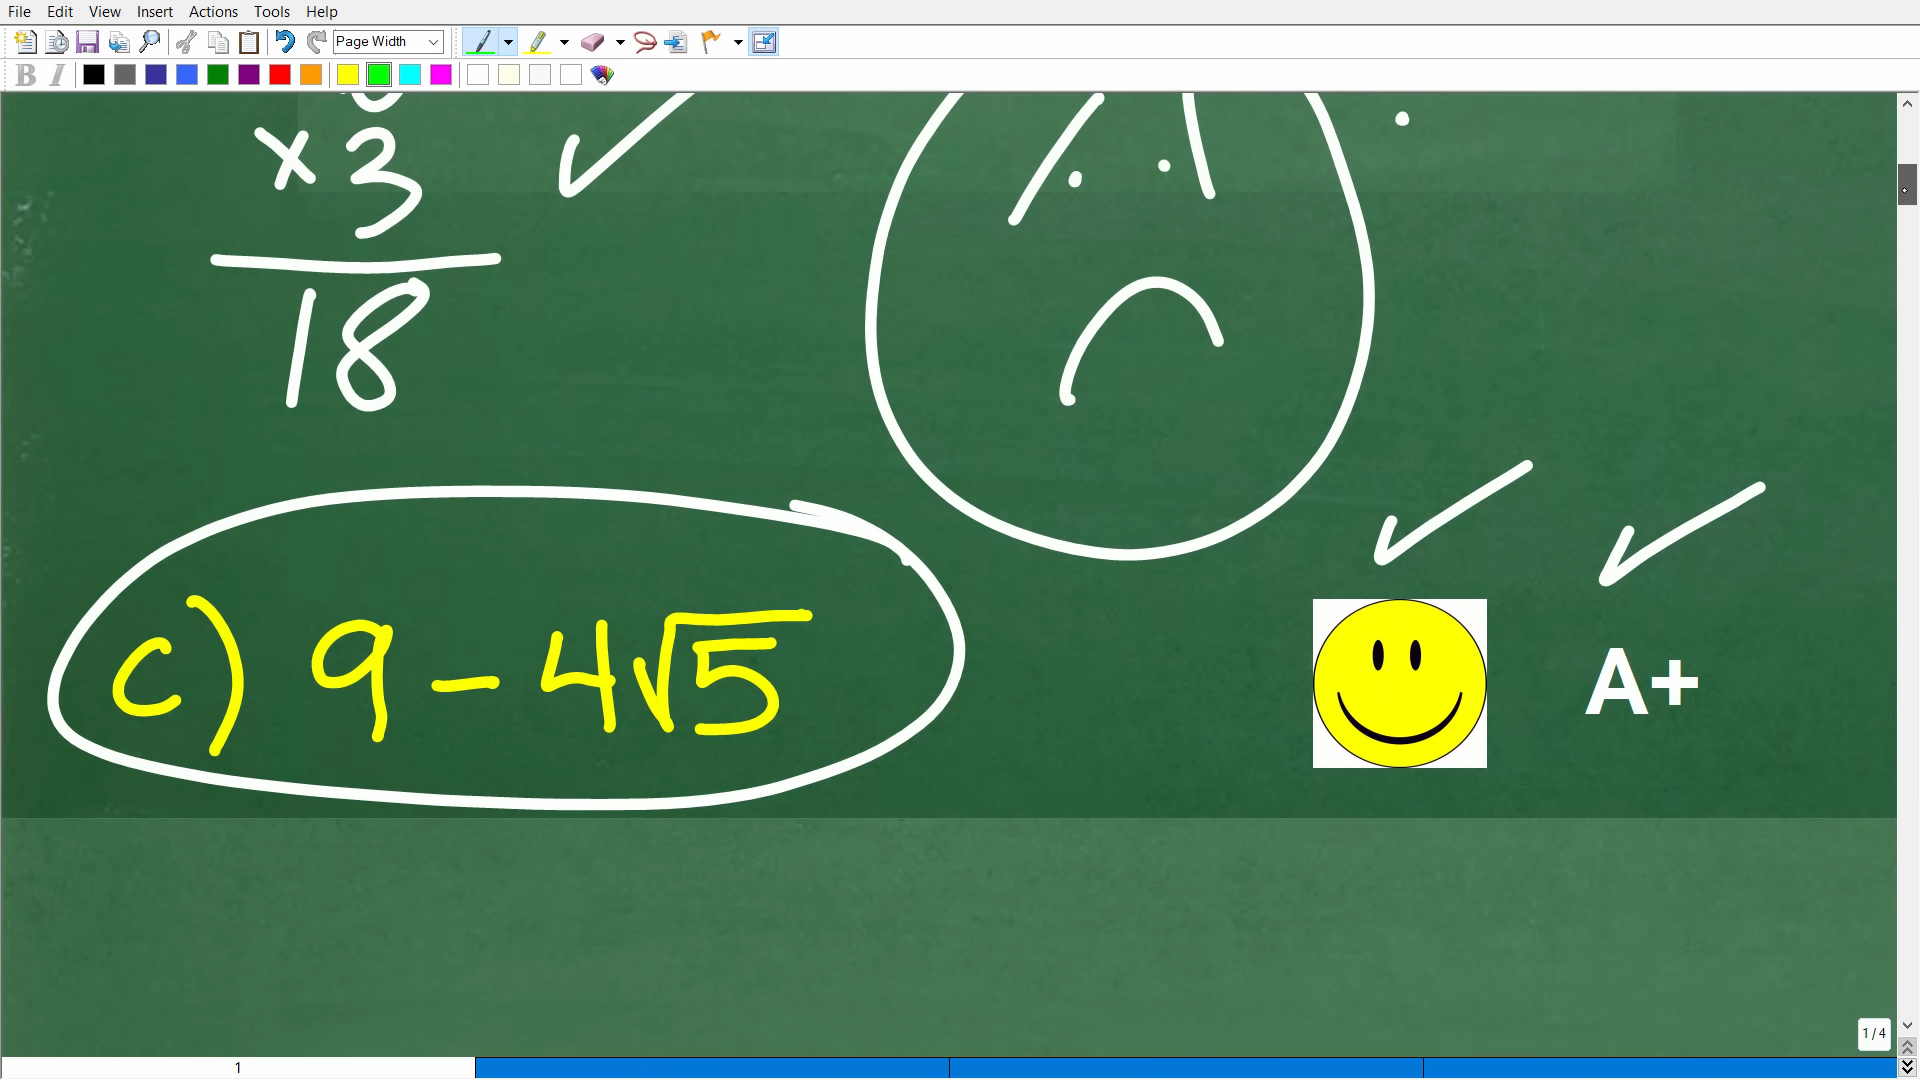 File Edit View Insert Actions Tools Help
Page Width
B I
× 3
18
c) 9 - 4√5
A+
1 / 4
1